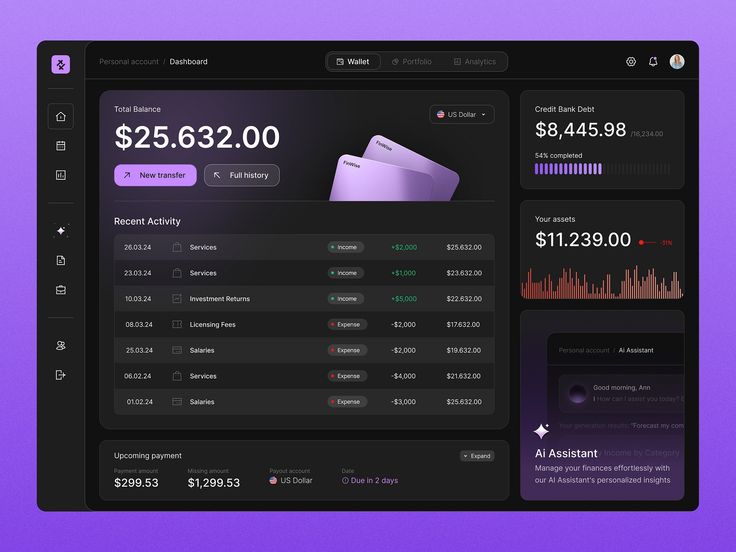 Personal account / Dashboard
Wallet
Portfolio
Analytics
Total Balance
$25.632.00
US Dollar
New transfer
Full history
FinWise
FinWise
Recent Activity
26.03.24 Services Income +$2,000 $25.632.00
23.03.24 Services Income +$1,000 $23.632.00
10.03.24 Investment Returns Income +$5,000 $22.632.00
08.03.24 Licensing Fees Expense -$2,000 $17.632.00
25.03.24 Salaries Expense -$2,000 $19.632.00
06.02.24 Services Expense -$4,000 $21.632.00
01.02.24 Salaries Expense -$3,000 $25.632.00
Upcoming payment
Expand
Payment amount Missing amount Payout account Date
$299.53 $1,299.53 US Dollar Due in 2 days
Credit Bank Debt
$8,445.98 /16,234.00
54% completed
Your assets
$11.239.00 -31%
Personal account / Ai Assistant
Good morning, Ann
How can I assist you today?
Your generation results: "Forecast my com
Income by Category
Ai Assistant
Manage your finances effortlessly with
our AI Assistant's personalized insights